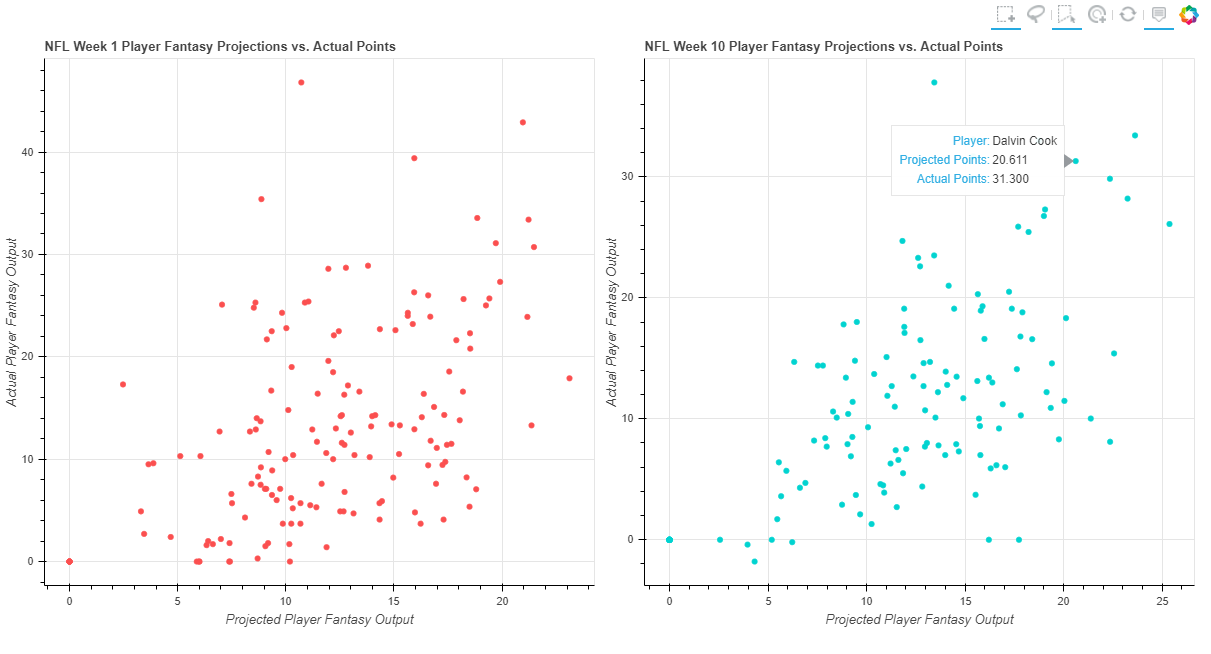 NFL Week 1 Player Fantasy Projections vs. Actual Points
Actual Player Fantasy Output
40
30
20
10
0
0 5 10 15 20
Projected Player Fantasy Output
NFL Week 10 Player Fantasy Projections vs. Actual Points
Actual Player Fantasy Output
30
20
10
0
Player: Dalvin Cook
Projected Points: 20.611
Actual Points: 31.300
0 5 10 15 20 25
Projected Player Fantasy Output